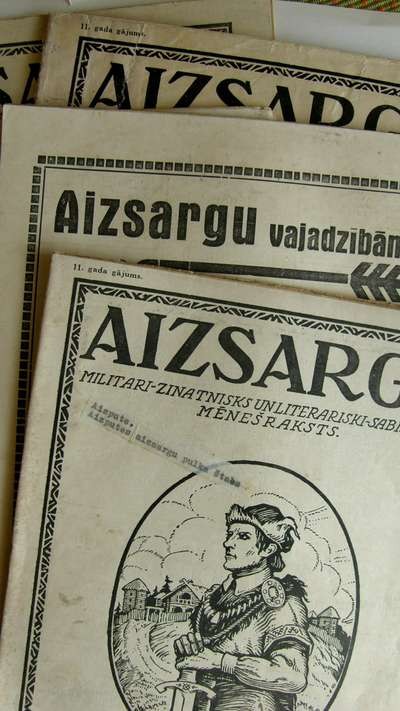 11. gada gājums.
AIZSARG
Aizsargu vajadzībām
11. gada gājums.
AIZSARG
MILITARI-ZINATNISKS UN LITERARISKI-SABI
MĒNEŠRAKSTS.
Aizpute,
Aizputes aizsargu pulka Štabs